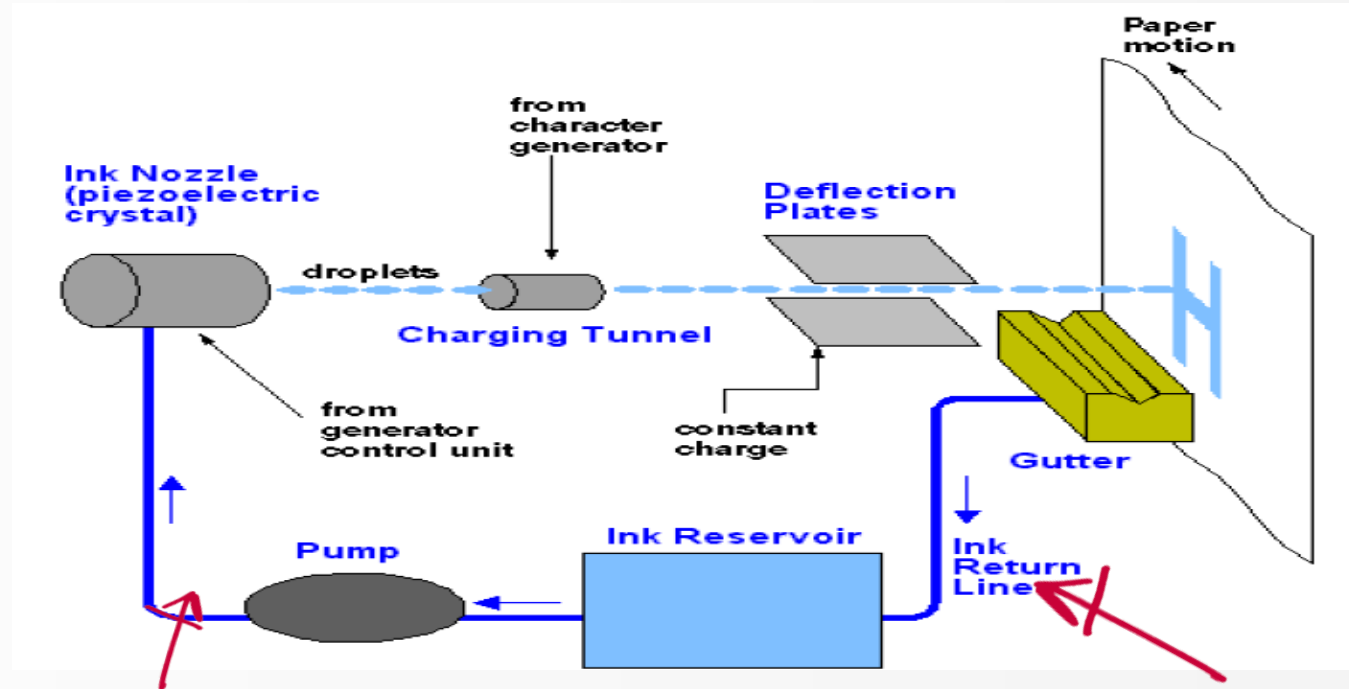 Paper
motion
from
character
generator
Ink Nozzle
(piezoelectric
crystal)
Deflection
Plates
droplets
Charging Tunnel
H
from
generator
control unit
constant
charge
Gutter
Pump
Ink Reservoir
Ink
Return
Line